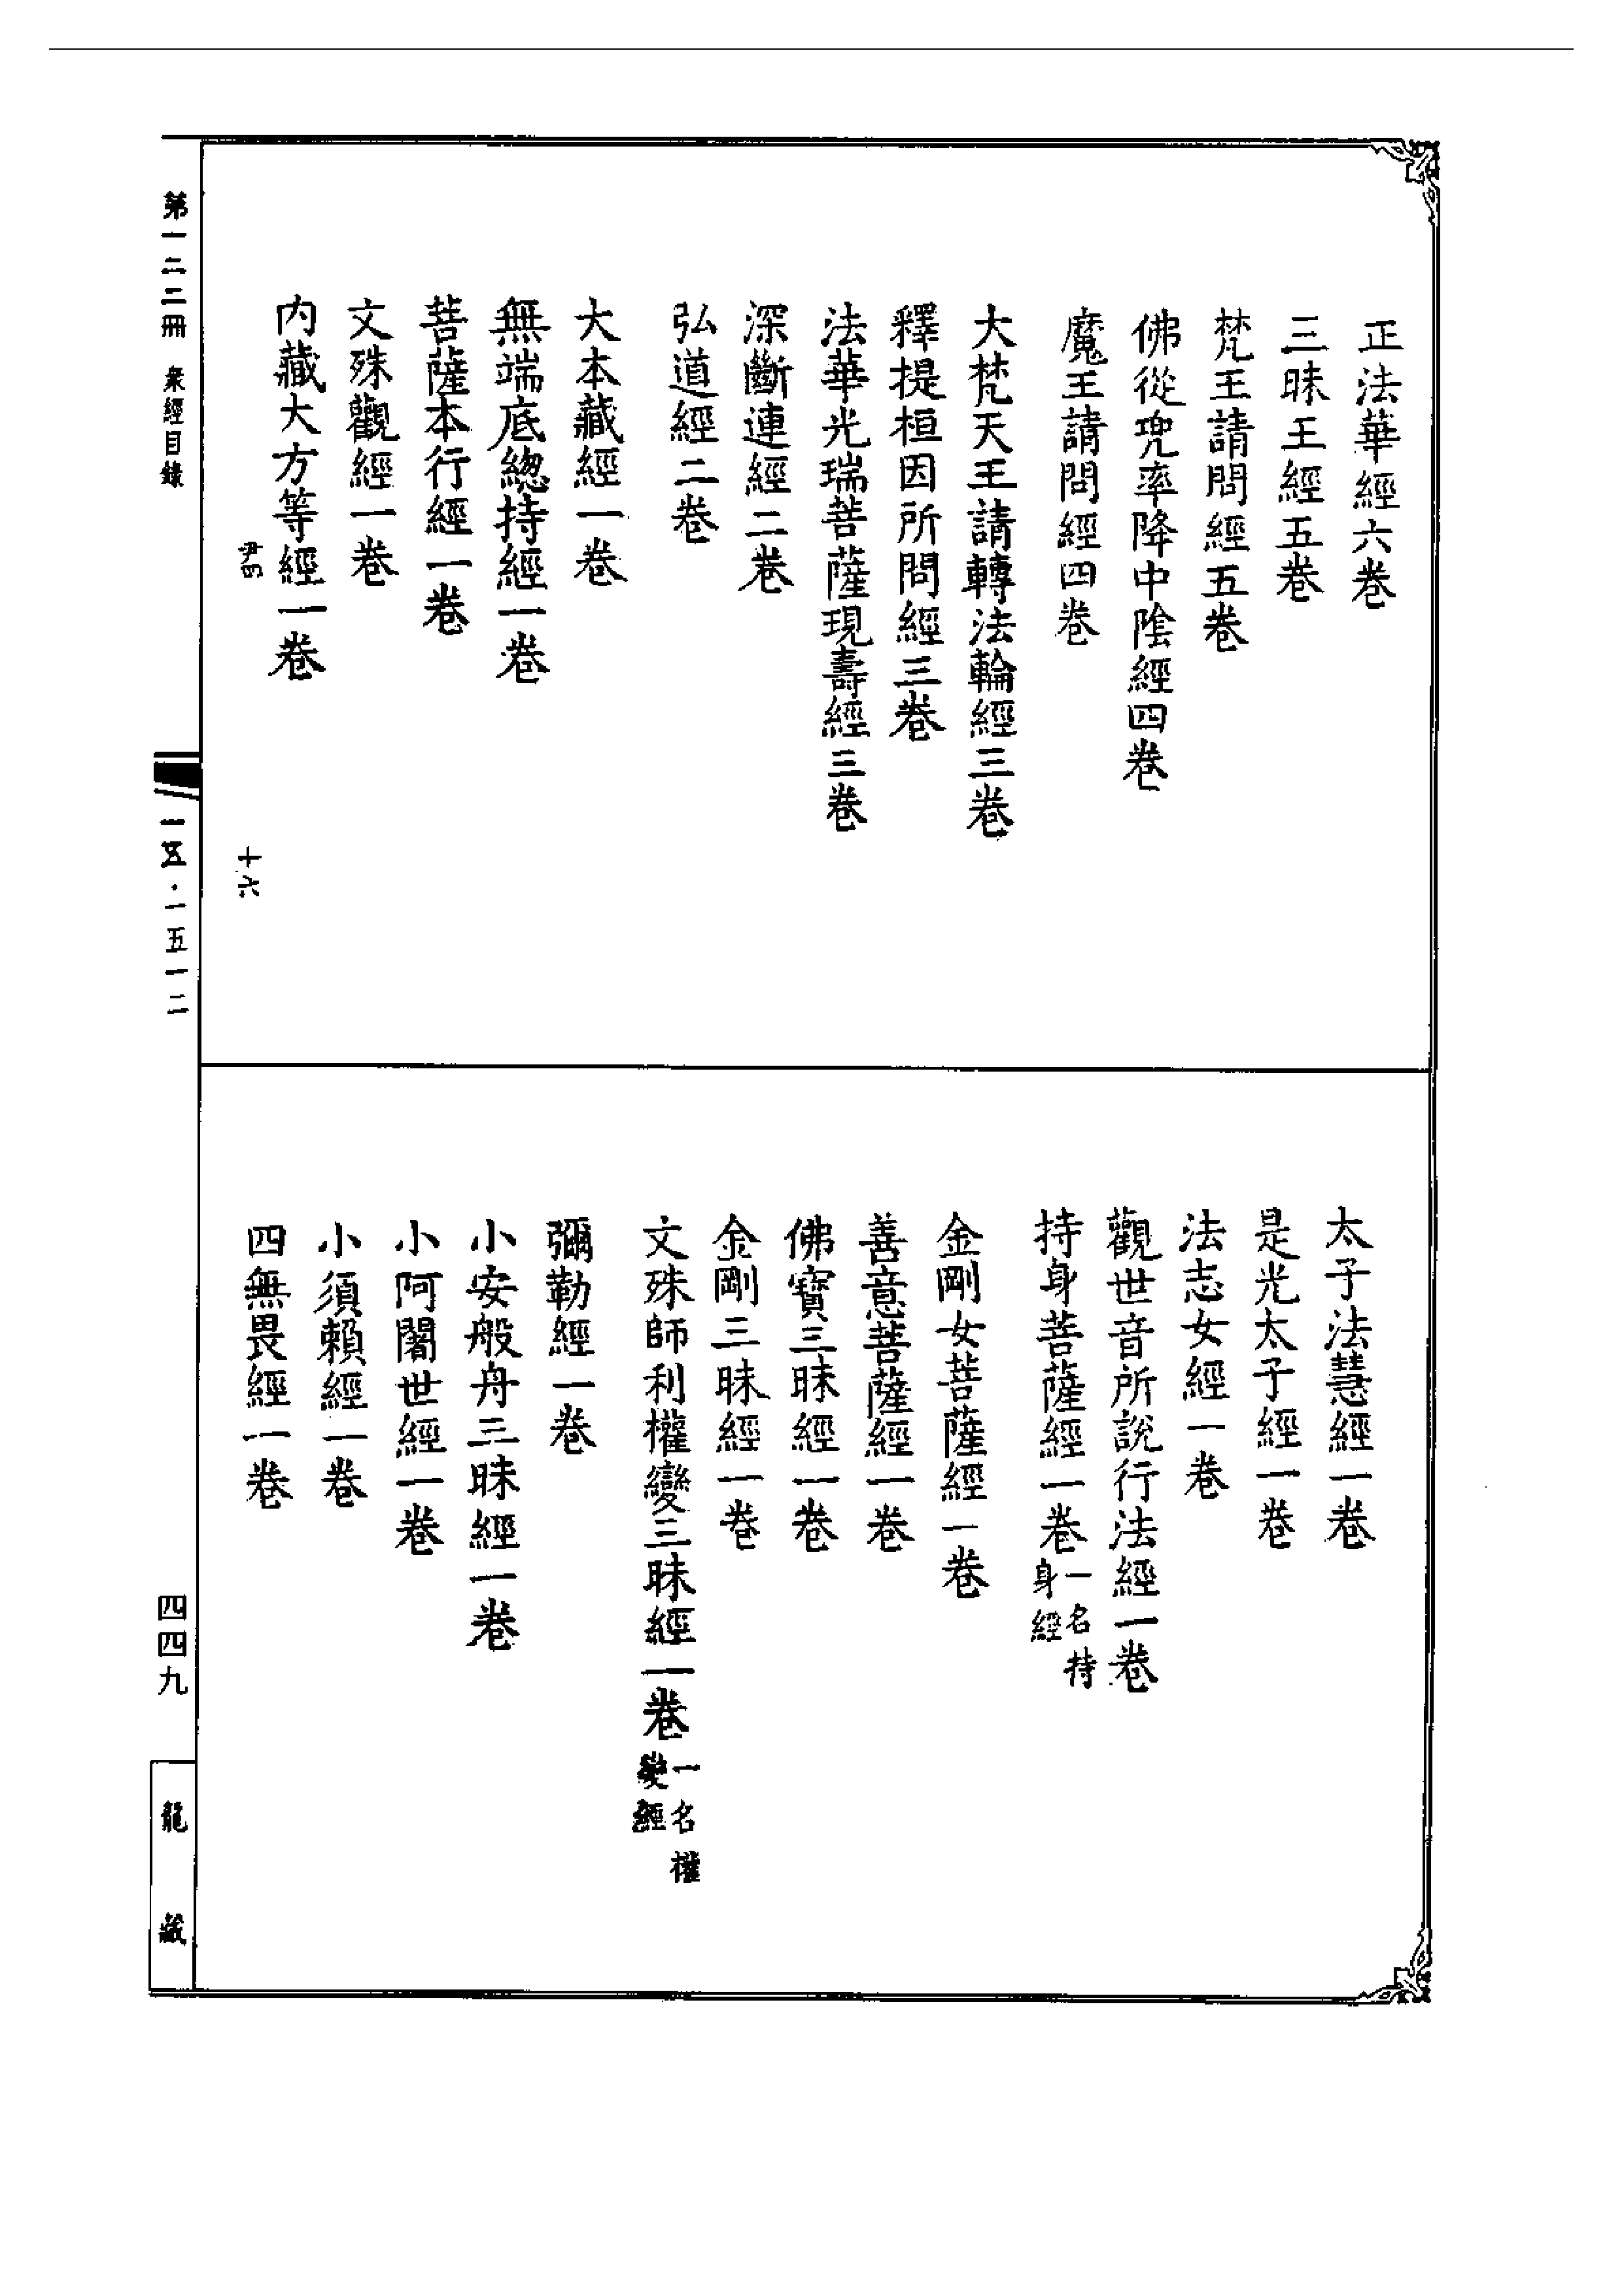 正法華經六卷
三昧王經五卷
梵王請問經五卷
佛從兜率降中陰經四卷
魔王請問經四卷
大梵天王請轉法輪經三卷
釋提桓因所問經三卷
法華光瑞菩薩現壽經三卷
深斷連經二卷
弘道經二卷
大本藏經一卷
無端底緫持經一卷
菩薩本行經一卷
文殊觀經一卷
内藏大方等經一卷
尹四 十六
太子法慧經一卷
是光太子經一卷
法志女經一卷
觀世音所説行法經一卷
持身菩薩經一卷一名持身經
金剛女菩薩經一卷
善意菩薩經一卷
佛寶三昧經一卷
金剛三昧經一卷
文殊師利權變三昧經一卷一名權變經
彌勒經一卷
小安般舟三昧經一卷
小阿闍世經一卷
小須賴經一卷
四無畏經一卷
第一二二冊 衆經目錄 一五·一五一二 四四九 龍藏